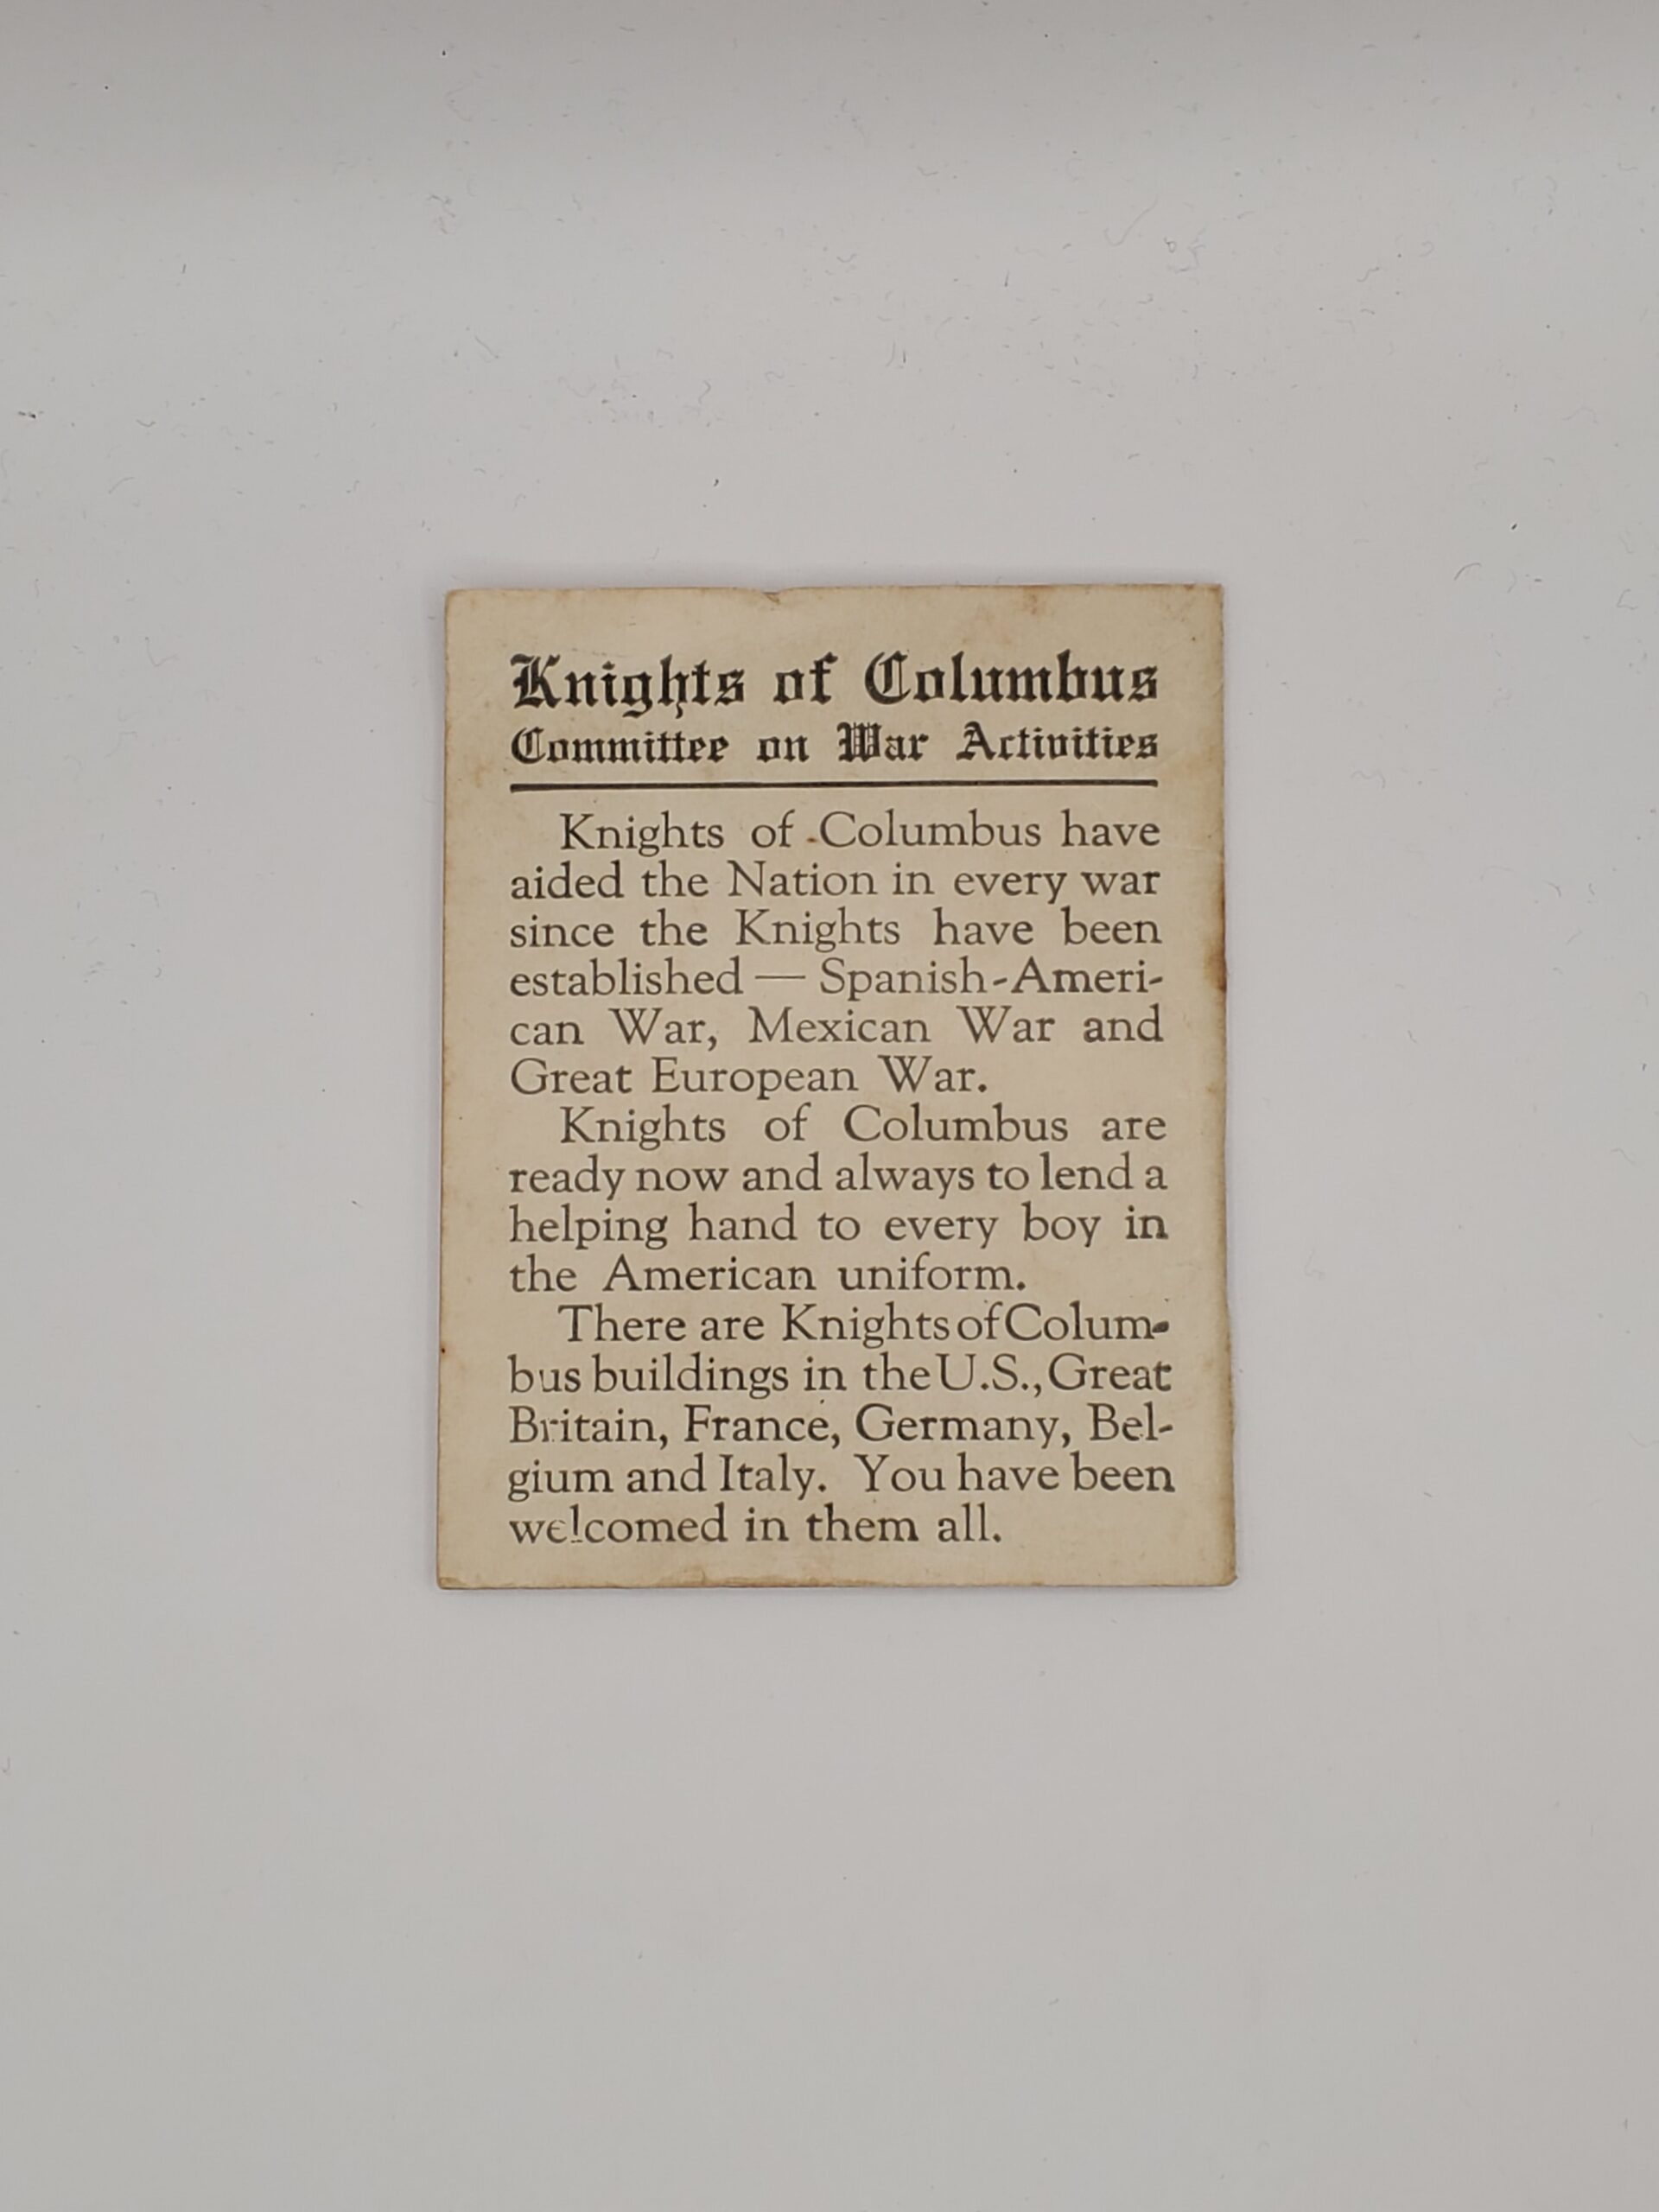 Knights of Columbus
Committee on War Activities
Knights of Columbus have
aided the Nation in every war
since the Knights have been
established — Spanish-Ameri-
can War, Mexican War and
Great European War.
Knights of Columbus are
ready now and always to lend a
helping hand to every boy in
the American uniform.
There are Knights of Colum-
bus buildings in the U.S., Great
Britain, France, Germany, Bel-
gium and Italy. You have been
welcomed in them all.